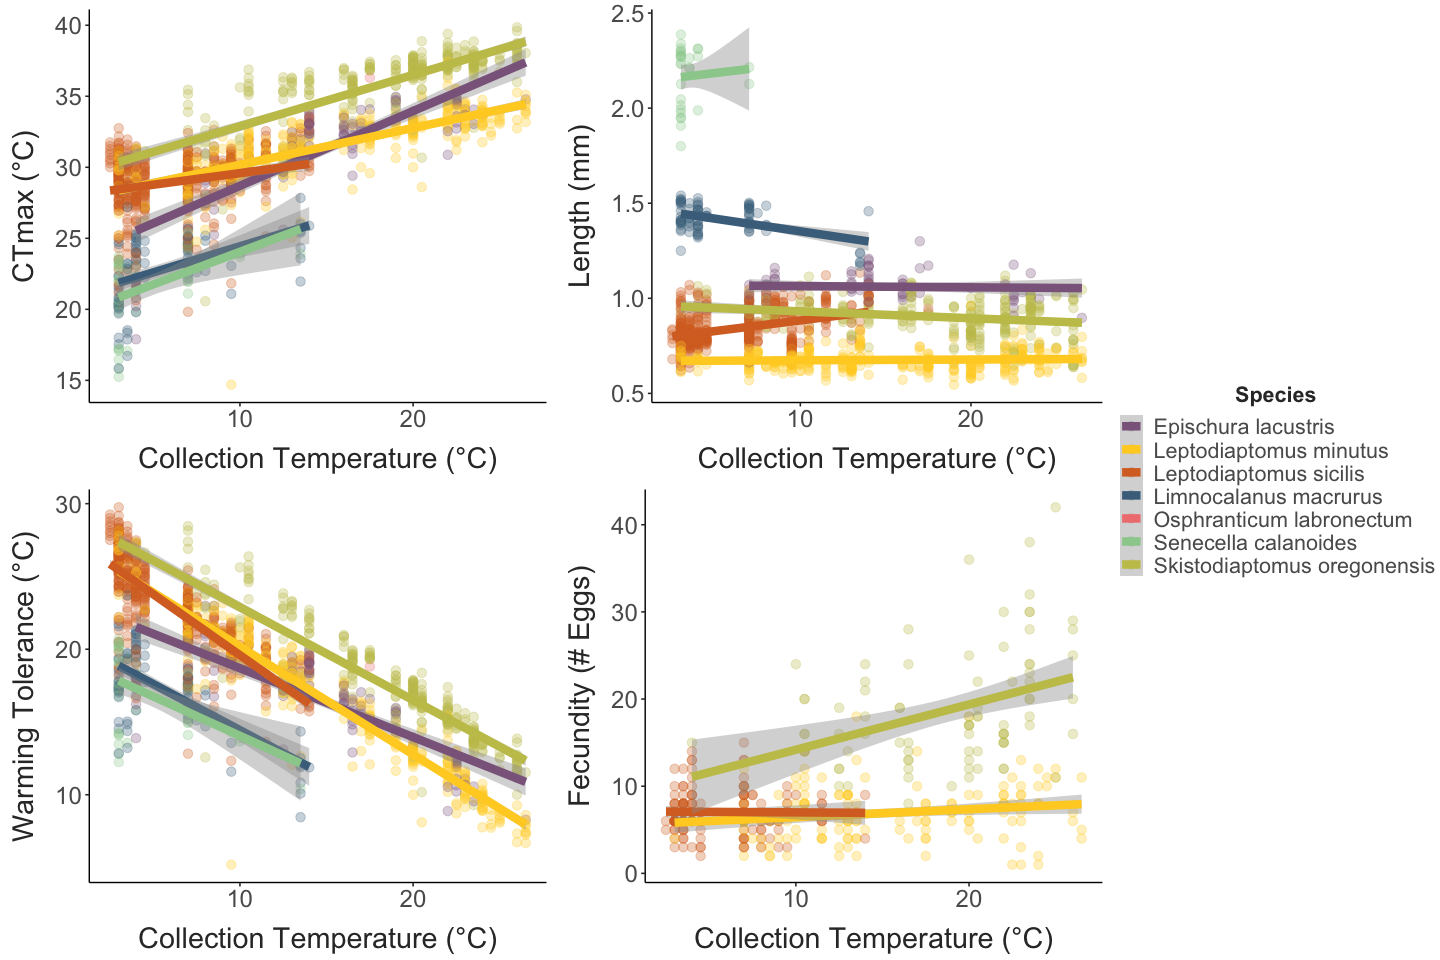 40
35
30
25
20
15
CTmax (°C)
10
20
Collection Temperature (°C)
2.5
2.0
1.5
1.0
0.5
Length (mm)
10
20
Collection Temperature (°C)
30
20
10
Warming Tolerance (°C)
10
20
Collection Temperature (°C)
40
30
20
10
0
Fecundity (# Eggs)
10
20
Collection Temperature (°C)
Species
Epischura lacustris
Leptodiaptomus minutus
Leptodiaptomus sicilis
Limnocalanus macrurus
Osphranticum labronectum
Senecella calanoides
Skistodiaptomus oregonensis